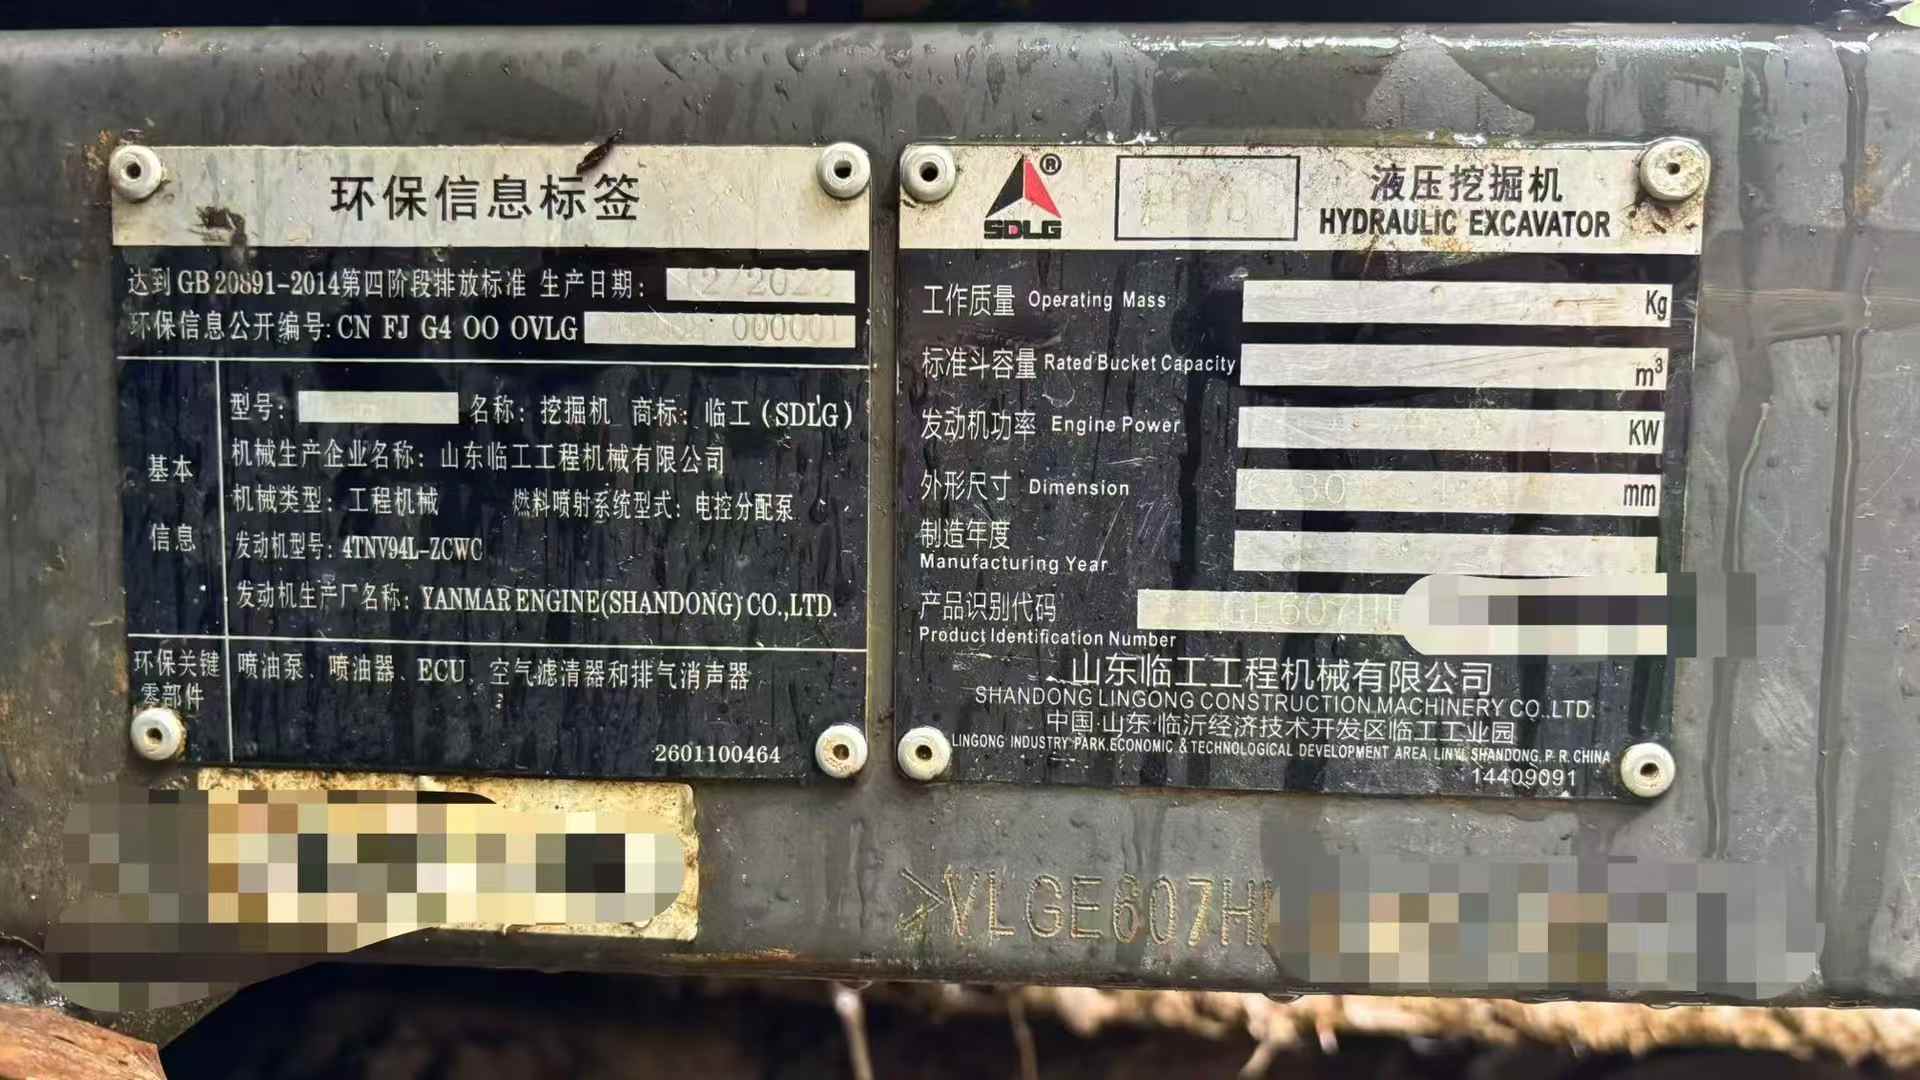 环保信息标签
达到GB 20891-2014第四阶段排放标准 生产日期: 12/2022
环保信息公开编号: CN FJ G4 OO OVLG 000001
基本信息
型号: 名称: 挖掘机 商标: 临工 (SDLG)
机械生产企业名称: 山东临工工程机械有限公司
机械类型: 工程机械 燃料喷射系统型式: 电控分配泵
发动机型号: 4TNV94L-ZCWC
发动机生产厂名称: YANMAR ENGINE(SHANDONG) CO.,LTD.
环保关键零部件
喷油泵、喷油器、ECU、空气滤清器和排气消声器
2601100464
SDLG®
液压挖掘机
HYDRAULIC EXCAVATOR
工作质量 Operating Mass Kg
标准斗容量 Rated Bucket Capacity m³
发动机功率 Engine Power KW
外形尺寸 Dimension mm
制造年度
Manufacturing Year
产品识别代码 LGE607H
Product Identification Number
山东临工工程机械有限公司
SHANDONG LINGONG CONSTRUCTION MACHINERY CO.,LTD.
中国·山东·临沂经济技术开发区临工工业园
LINGONG INDUSTRY PARK,ECONOMIC & TECHNOLOGICAL DEVELOPMENT AREA, LINYI, SHANDONG, P. R. CHINA
14409091
>VLGE607H